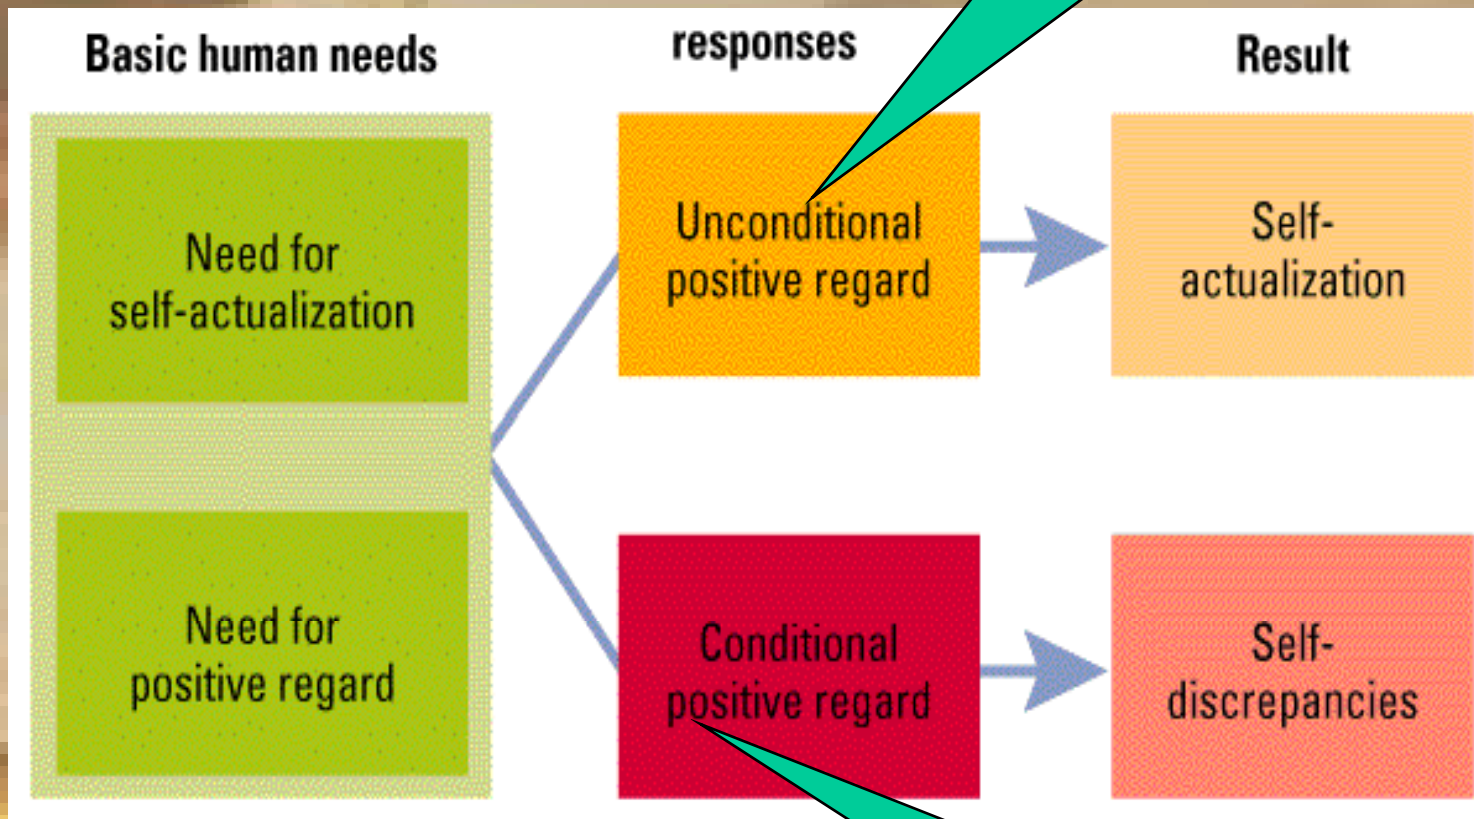 Basic human needs
responses
Result
Need for
self-actualization
Unconditional
positive regard
Self-
actualization
Need for
positive regard
Conditional
positive regard
Self-
discrepancies